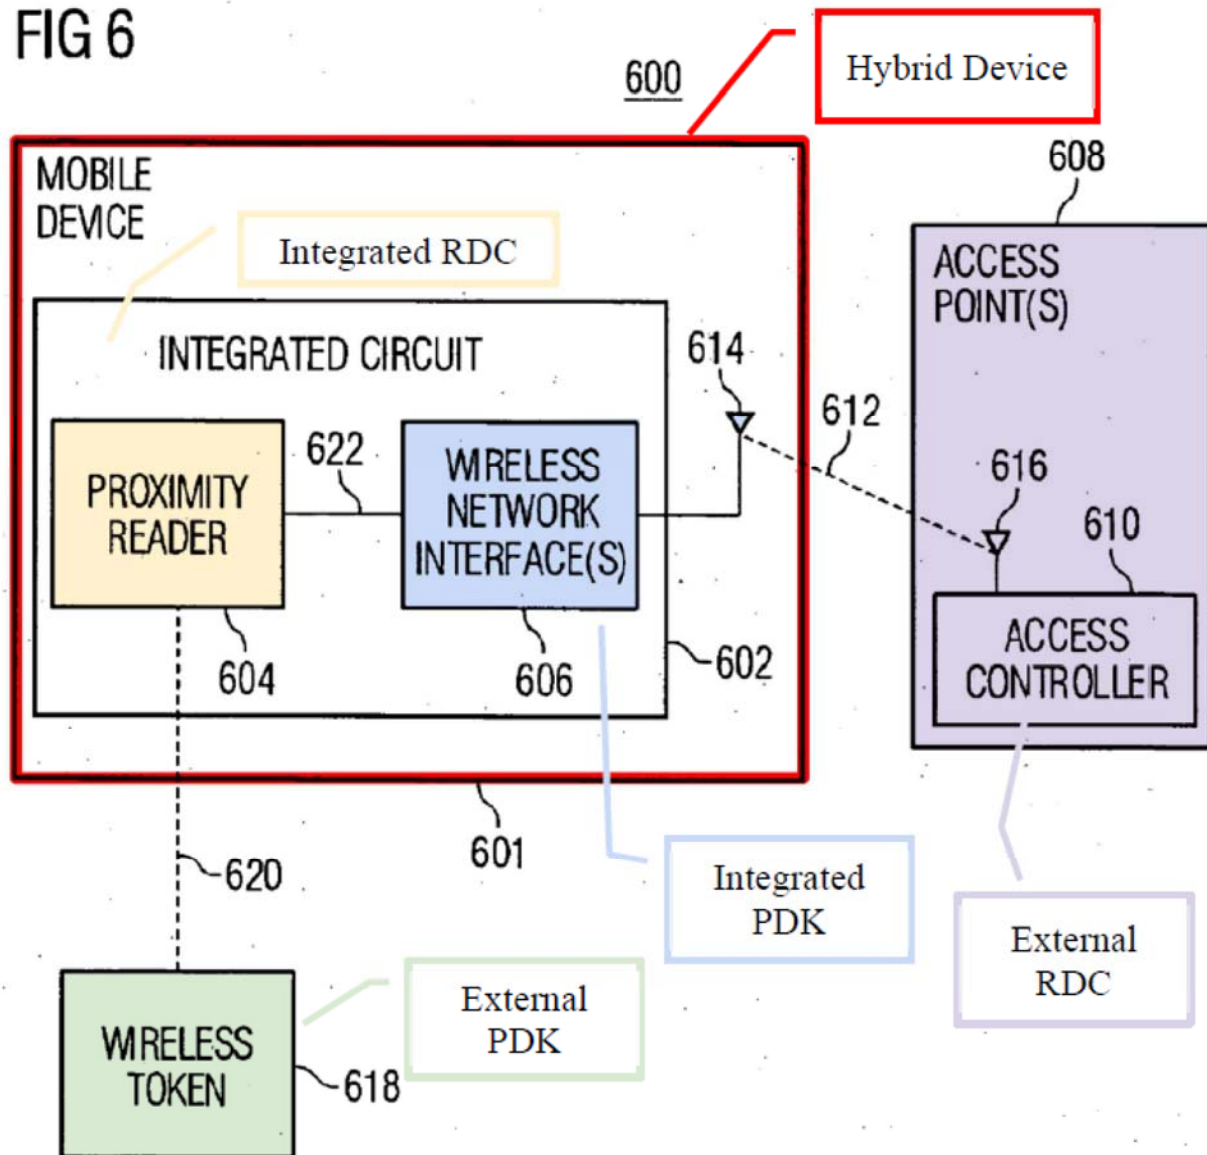 FIG 6
Hybrid Device
600
608
MOBILE
DEVICE
Integrated RDC
ACCESS
POINT(S)
INTEGRATED CIRCUIT
614
612
622
PROXIMITY
READER
WIRELESS
NETWORK
INTERFACE(S)
616
610
604
606
602
ACCESS
CONTROLLER
601
620
Integrated
PDK
External
RDC
External
PDK
WIRELESS
TOKEN
618